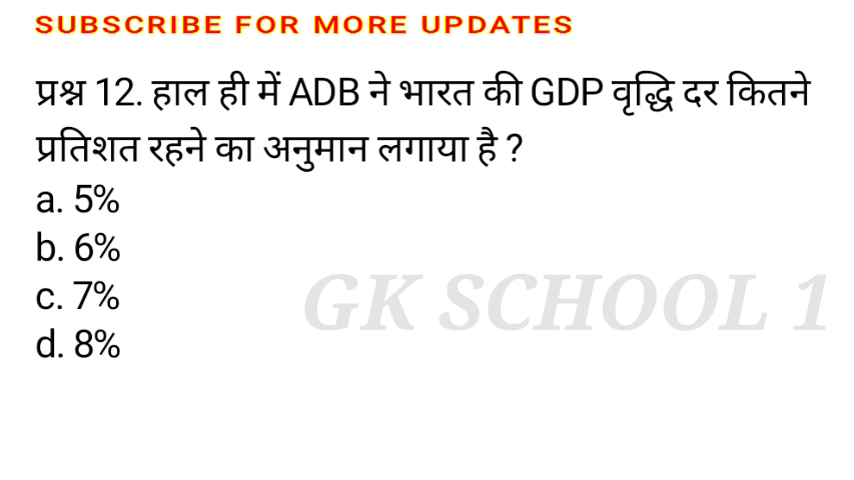 SUBSCRIBE FOR MORE UPDATES
प्रश्न 12. हाल ही में ADB ने भारत की GDP वृद्धि दर कितने
प्रतिशत रहने का अनुमान लगाया है ?
a. 5%
b. 6%
c. 7%
d. 8%
GK SCHOOL 1